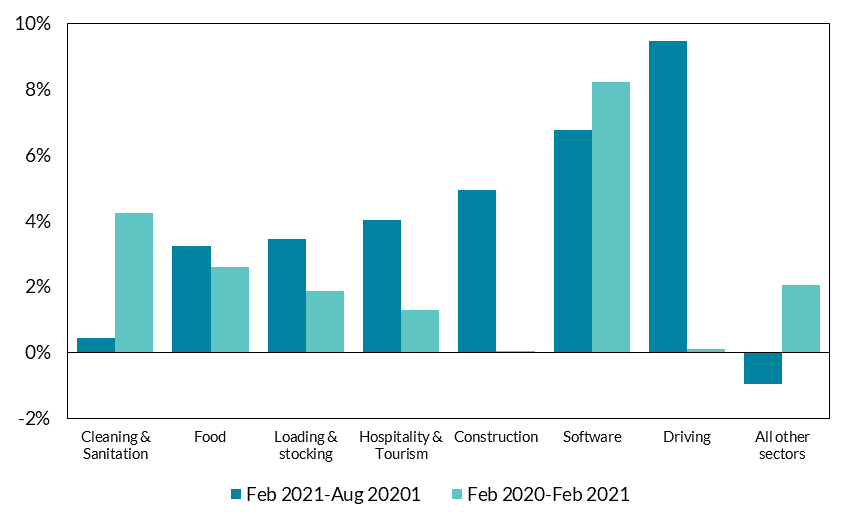 10%
8%
6%
4%
2%
0%
-2%
Cleaning &
Sanitation
Food
Loading &
stocking
Hospitality &
Tourism
Construction
Software
Driving
All other
sectors
Feb 2021-Aug 20201
Feb 2020-Feb 2021